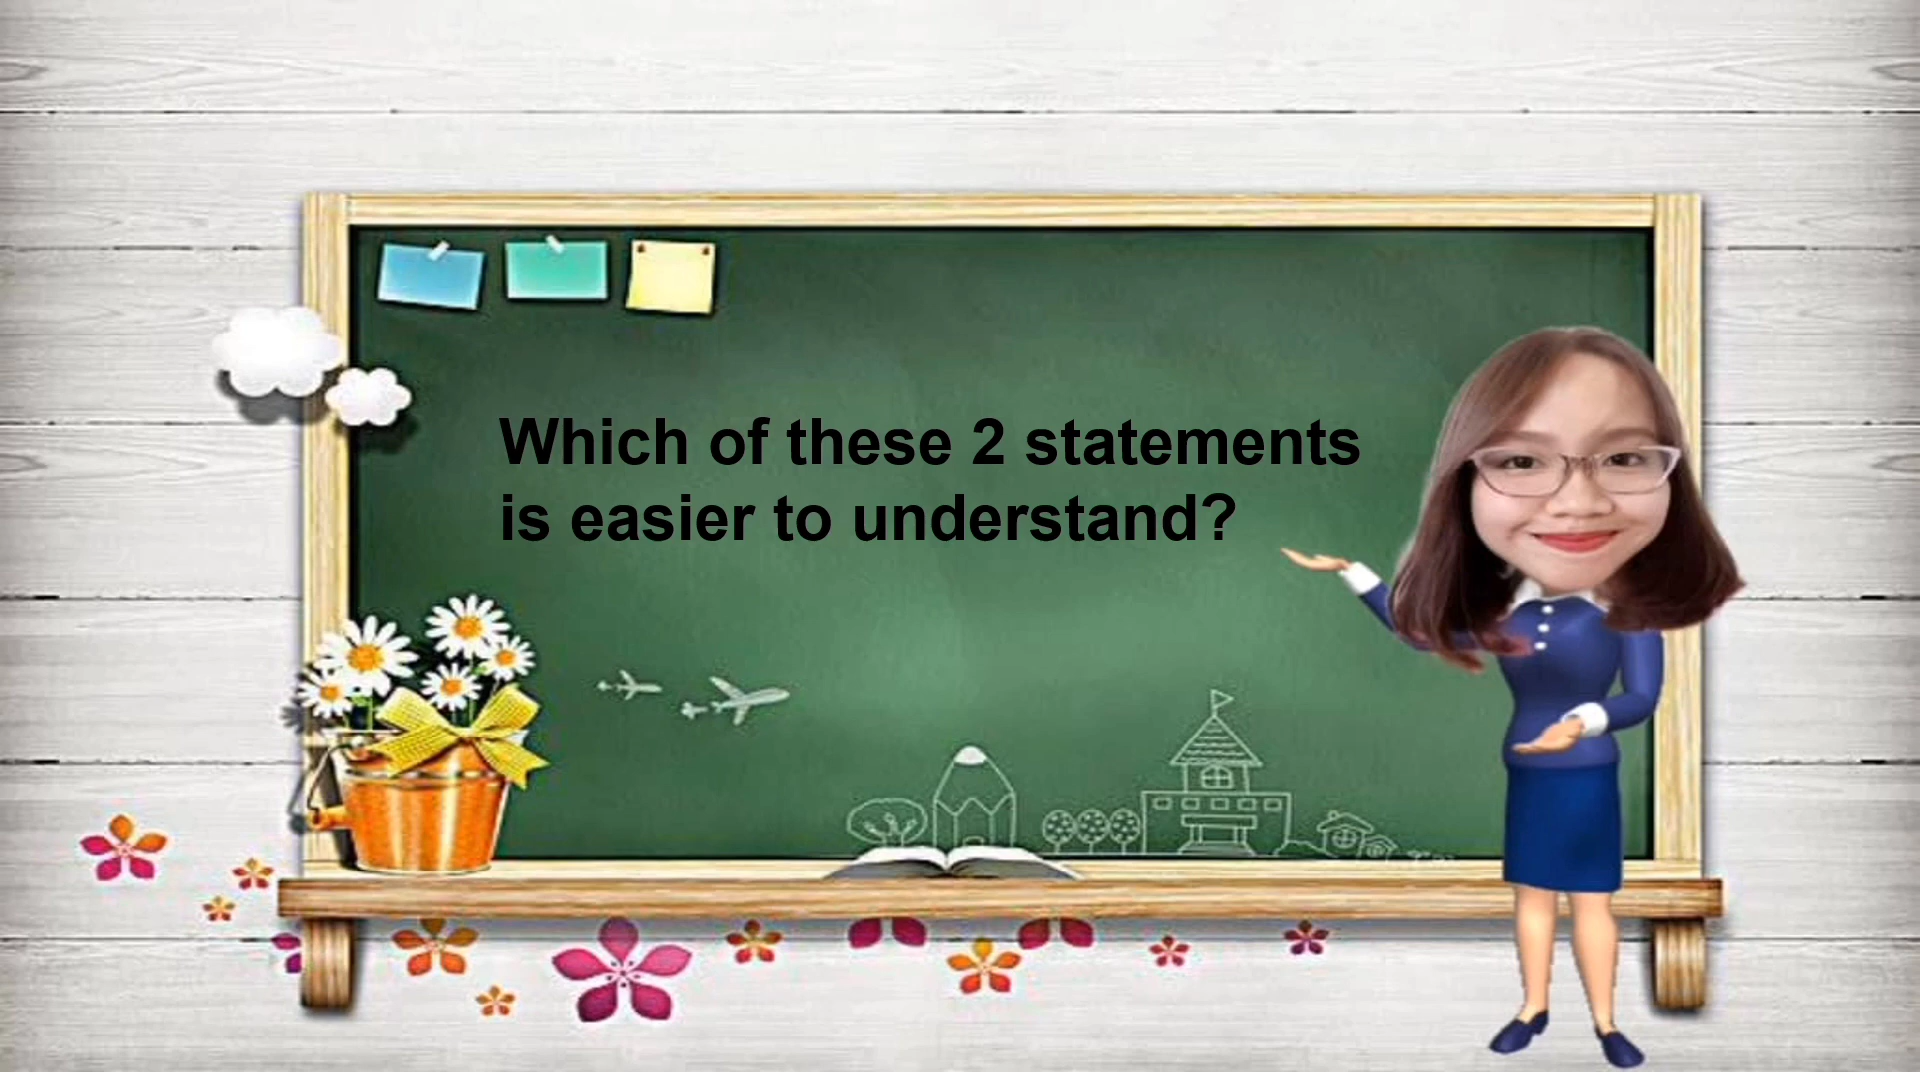 Which of these 2 statements
is easier to understand?